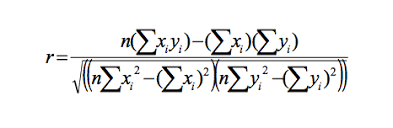 r = n(∑xᵢyᵢ)−(∑xᵢ)(∑yᵢ) / √((n∑xᵢ²−(∑xᵢ)²)(n∑yᵢ²−(∑yᵢ)²))